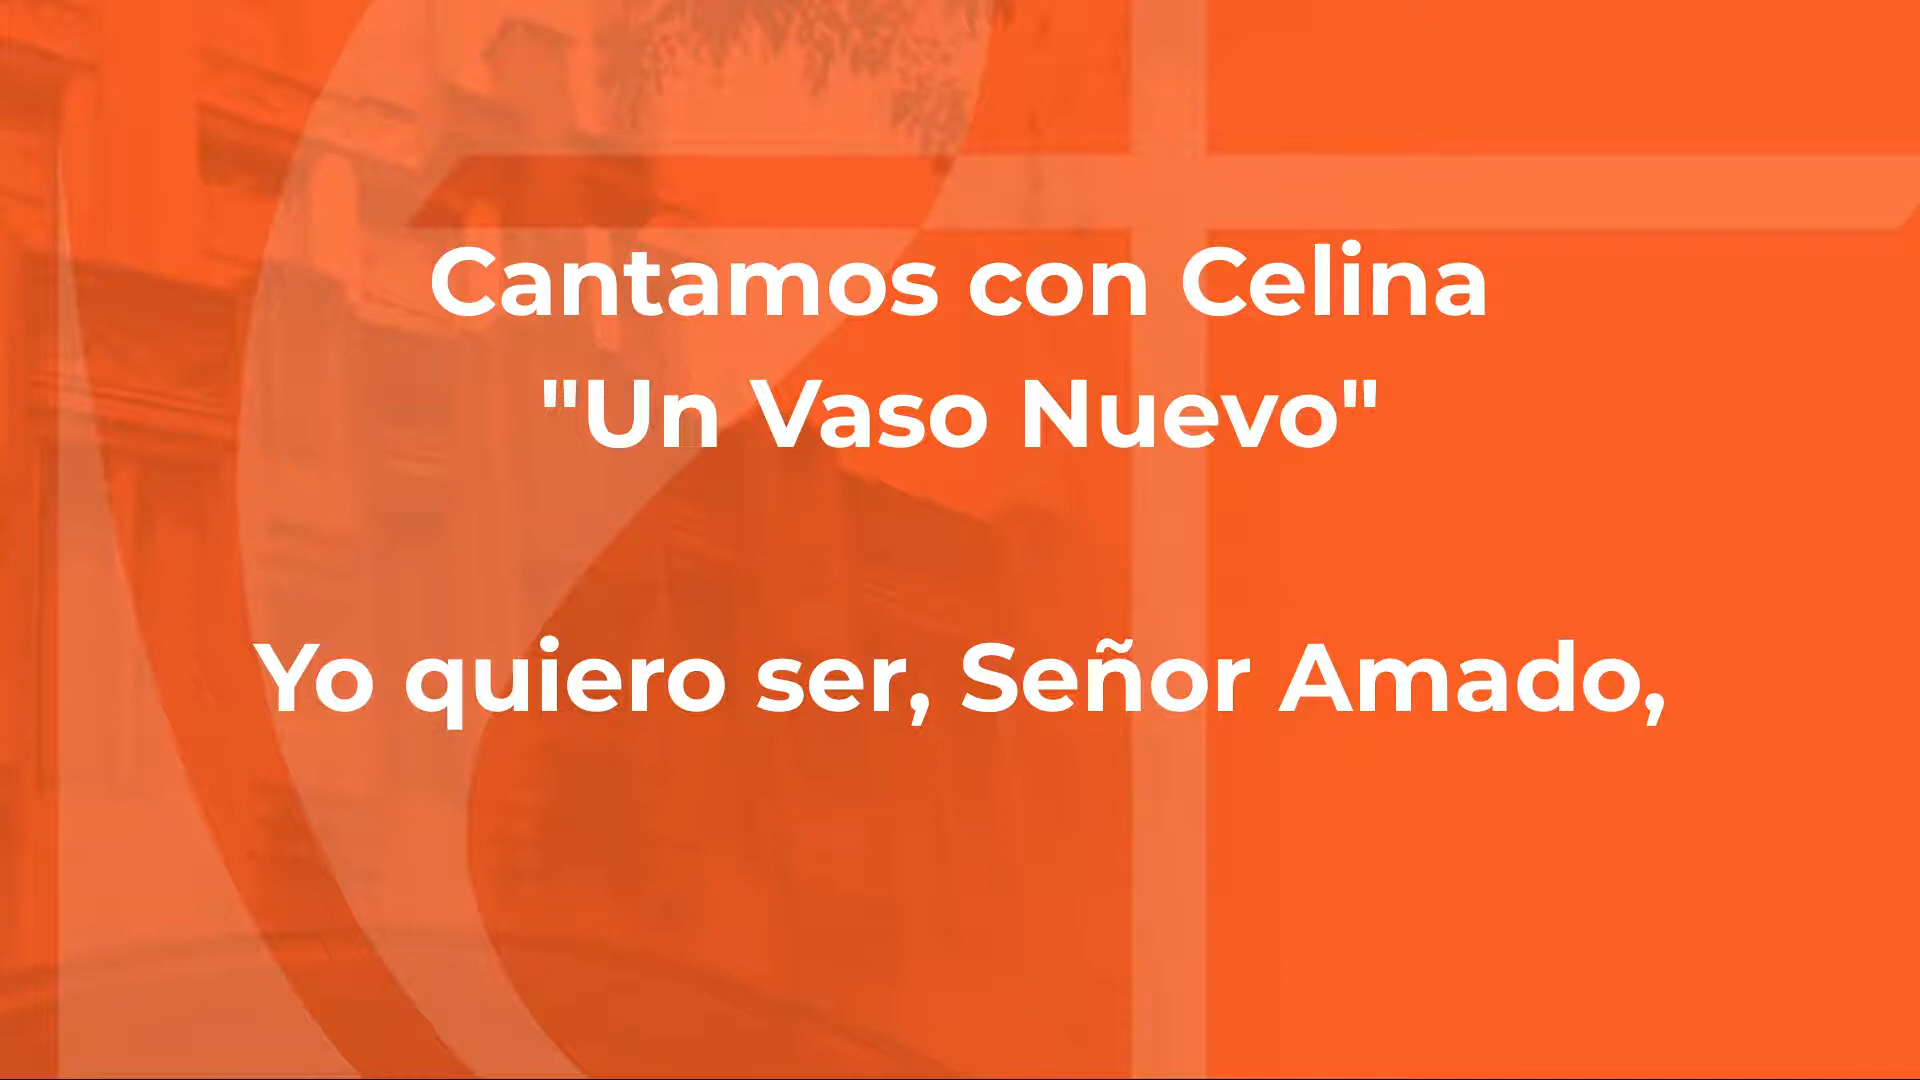 Cantamos con Celina
"Un Vaso Nuevo"
Yo quiero ser, Señor Amado,